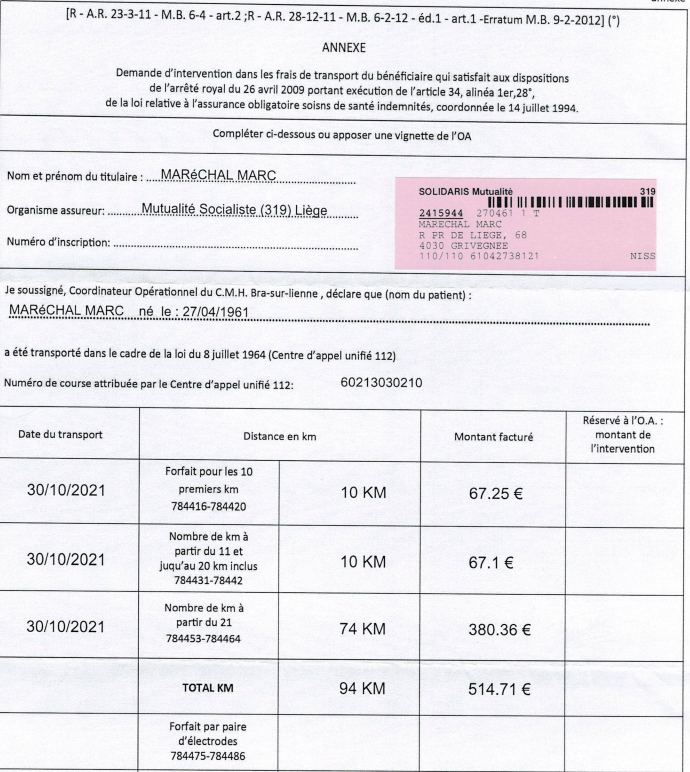 annexe
[R - A.R. 23-3-11 - M.B. 6-4 - art.2 ;R - A.R. 28-12-11 - M.B. 6-2-12 - éd.1 - art.1 -Erratum M.B. 9-2-2012] (°)
ANNEXE
Demande d'intervention dans les frais de transport du bénéficiaire qui satisfait aux dispositions
de l'arrêté royal du 26 avril 2009 portant exécution de l'article 34, alinéa 1er,28°,
de la loi relative à l'assurance obligatoire soisns de santé indemnités, coordonnée le 14 juillet 1994.
Compléter ci-dessous ou apposer une vignette de l'OA
Nom et prénom du titulaire : MARéCHAL MARC
Organisme assureur: Mutualité Socialiste (319) Liège
Numéro d'inscription:
SOLIDARIS Mutualité 319
2415944 270461 1 T
MARECHAL MARC
R PR DE LIEGE, 68
4030 GRIVEGNEE
110/110 61042738121 NISS
Je soussigné, Coordinateur Opérationnel du C.M.H. Bra-sur-lienne , déclare que (nom du patient) :
MARéCHAL MARC né le : 27/04/1961
a été transporté dans le cadre de la loi du 8 juillet 1964 (Centre d'appel unifié 112)
Numéro de course attribuée par le Centre d'appel unifié 112: 60213030210
Date du transport
Distance en km
Montant facturé
Réservé à l'O.A. :
montant de
l'intervention
30/10/2021
Forfait pour les 10
premiers km
784416-784420
10 KM
67.25 €
30/10/2021
Nombre de km à
partir du 11 et
juqu'au 20 km inclus
784431-78442
10 KM
67.1 €
30/10/2021
Nombre de km à
partir du 21
784453-784464
74 KM
380.36 €
TOTAL KM
94 KM
514.71 €
Forfait par paire
d'électrodes
784475-784486